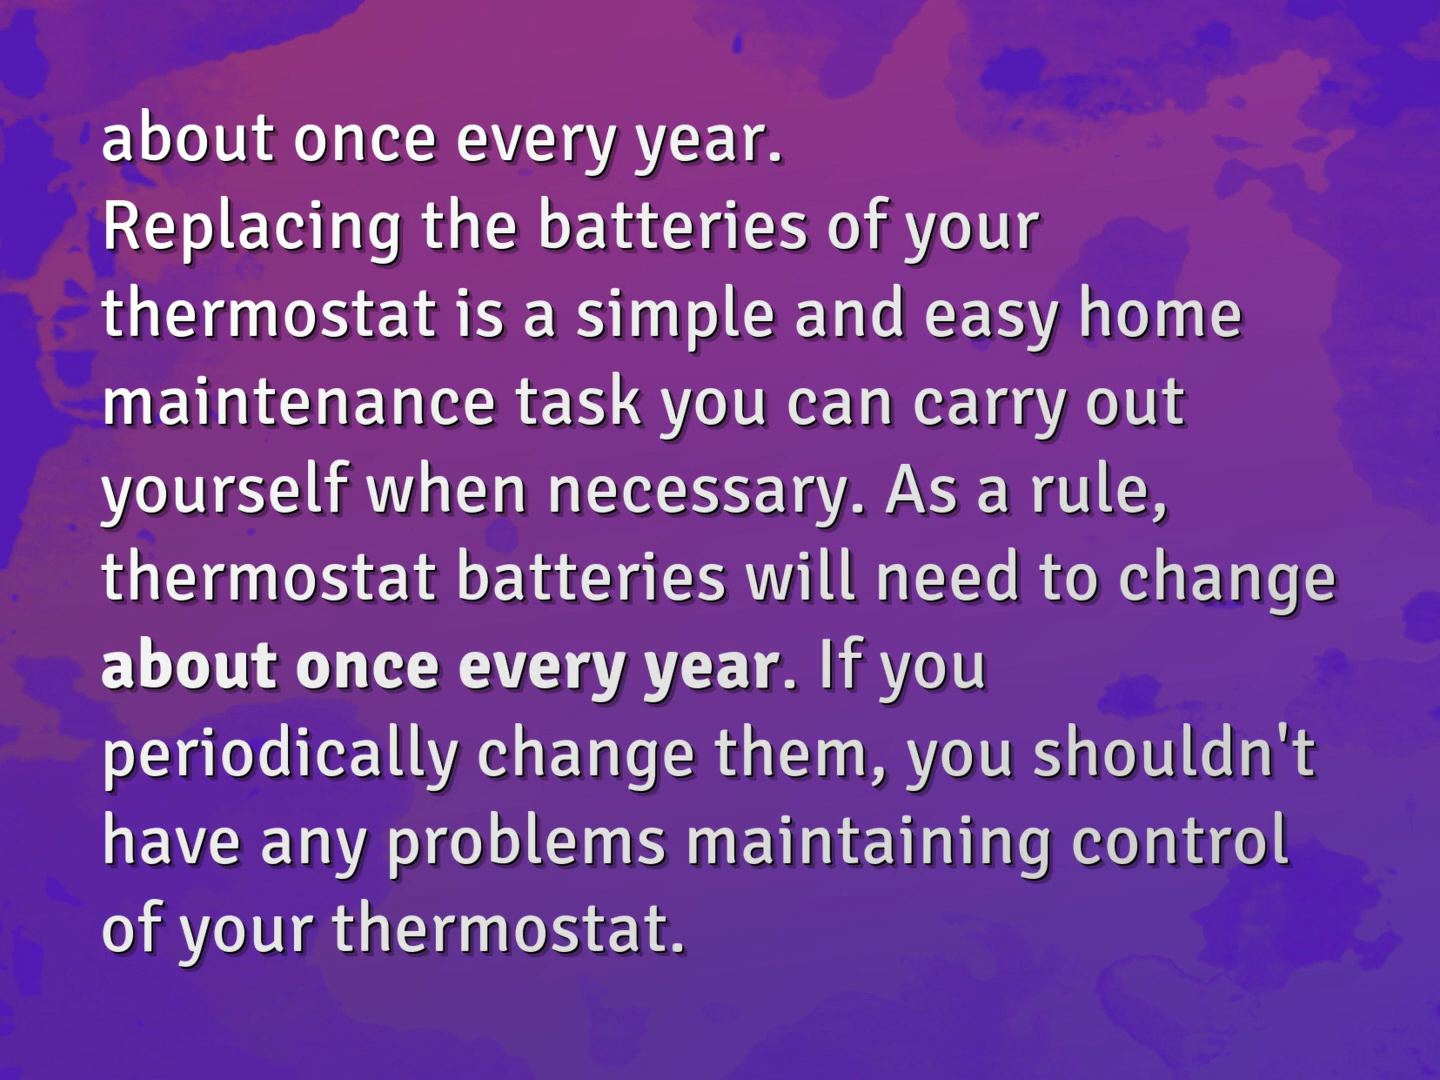 about once every year.
Replacing the batteries of your
thermostat is a simple and easy home
maintenance task you can carry out
yourself when necessary. As a rule,
thermostat batteries will need to change
about once every year. If you
periodically change them, you shouldn't
have any problems maintaining control
of your thermostat.